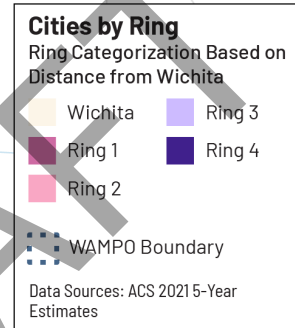 Cities by Ring
Ring Categorization Based on
Distance from Wichita
Wichita
Ring 3
Ring 1
Ring 4
Ring 2
WAMPO Boundary
Data Sources: ACS 2021 5-Year
Estimates